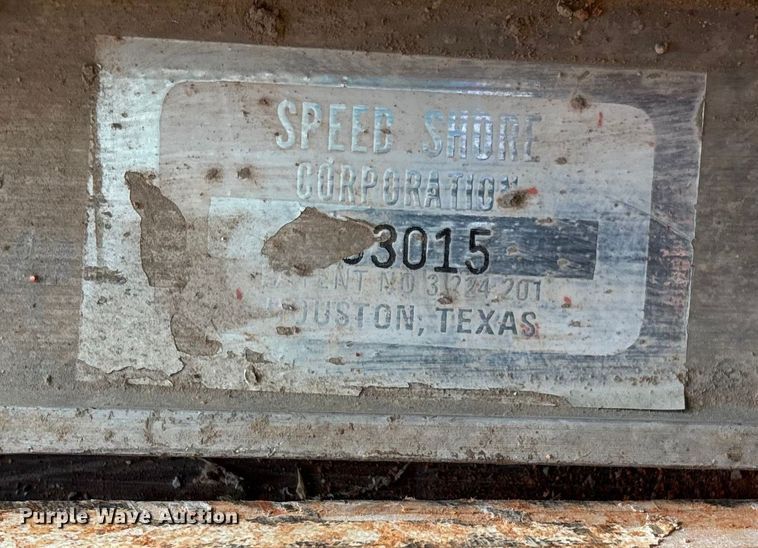 SPEED SHORE
CORPORATION
3015
PATENT NO 3,224,201
HOUSTON, TEXAS
Purple Wave Auction